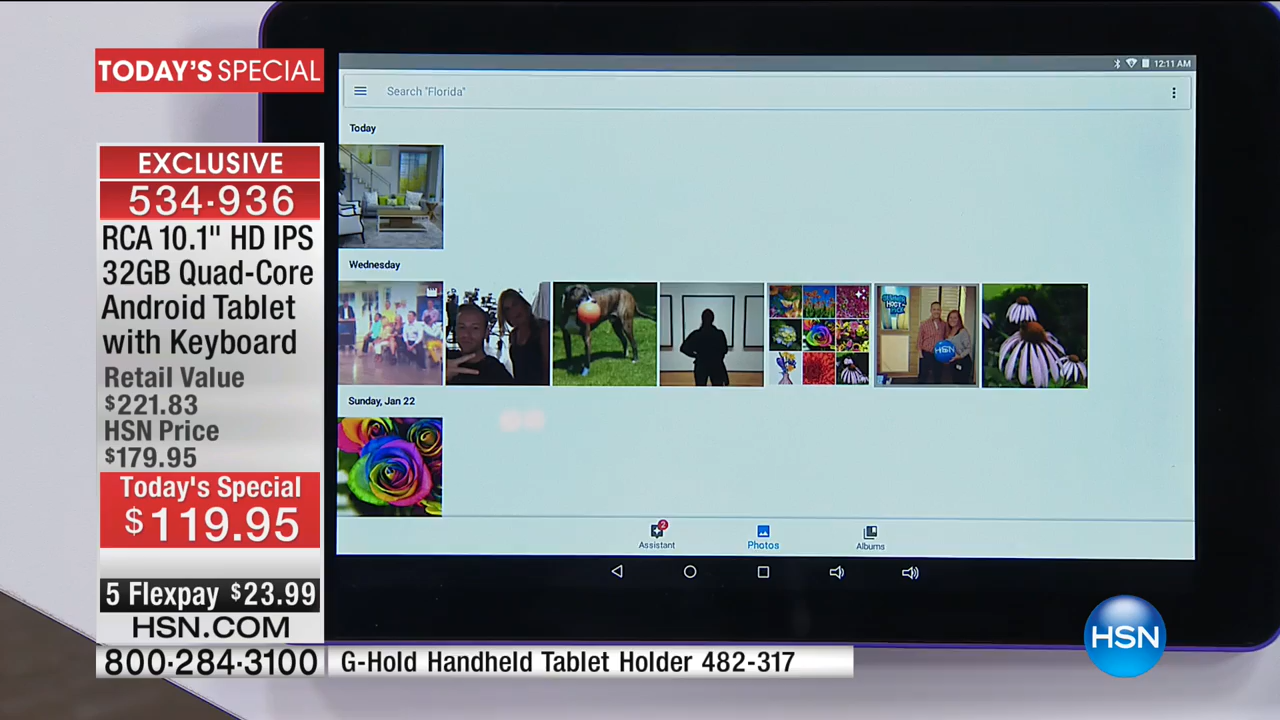 TODAY'S SPECIAL
EXCLUSIVE
534-936
RCA 10.1" HD IPS
32GB Quad-Core
Android Tablet
with Keyboard
Retail Value
$221.83
HSN Price
$179.95
Today's Special
$119.95
5 Flexpay $23.99
HSN.COM
800-284-3100
G-Hold Handheld Tablet Holder 482-317
12:11 AM
Search "Florida"
Today
Wednesday
HOST
HSN
Sunday, Jan 22
2
Assistant
Photos
Albums
HSN